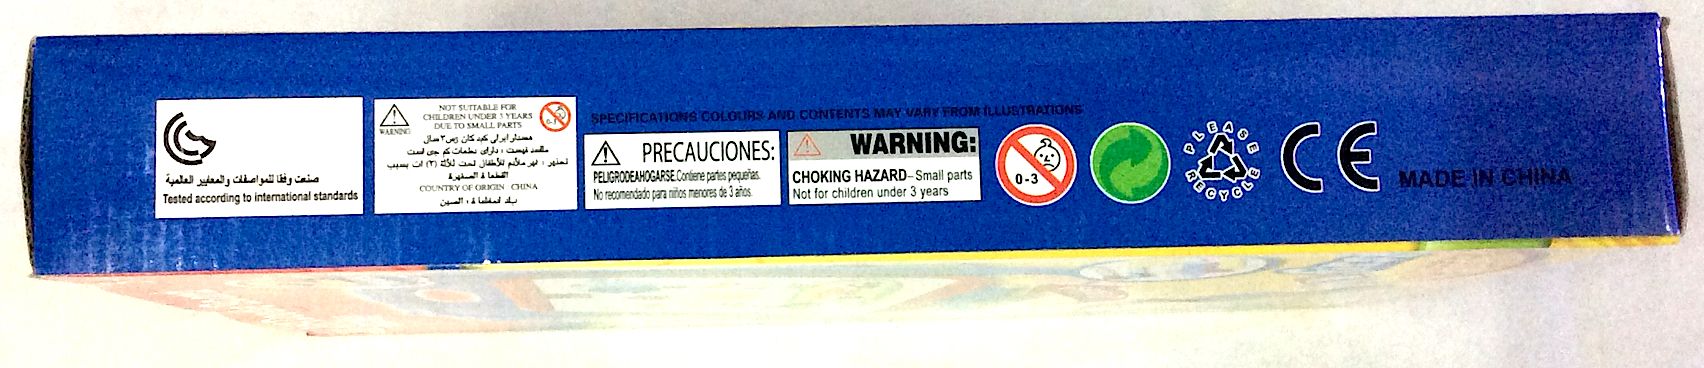 صنعت وفقا للمواصفات والمعايير العالمية
Tested according to international standards
WARNING
NOT SUITABLE FOR
CHILDREN UNDER 3 YEARS
DUE TO SMALL PARTS
0-3
COUNTRY OF ORIGIN : CHINA
SPECIFICATIONS COLOURS AND CONTENTS MAY VARY FROM ILLUSTRATIONS
PRECAUCIONES:
PELIGRODEAHOGARSE.Contiene partes pequeñas.
No recomendado para niños menores de 3 años.
WARNING:
CHOKING HAZARD–Small parts
Not for children under 3 years
0-3
PLEASE
RECYCLE
CE
MADE IN CHINA